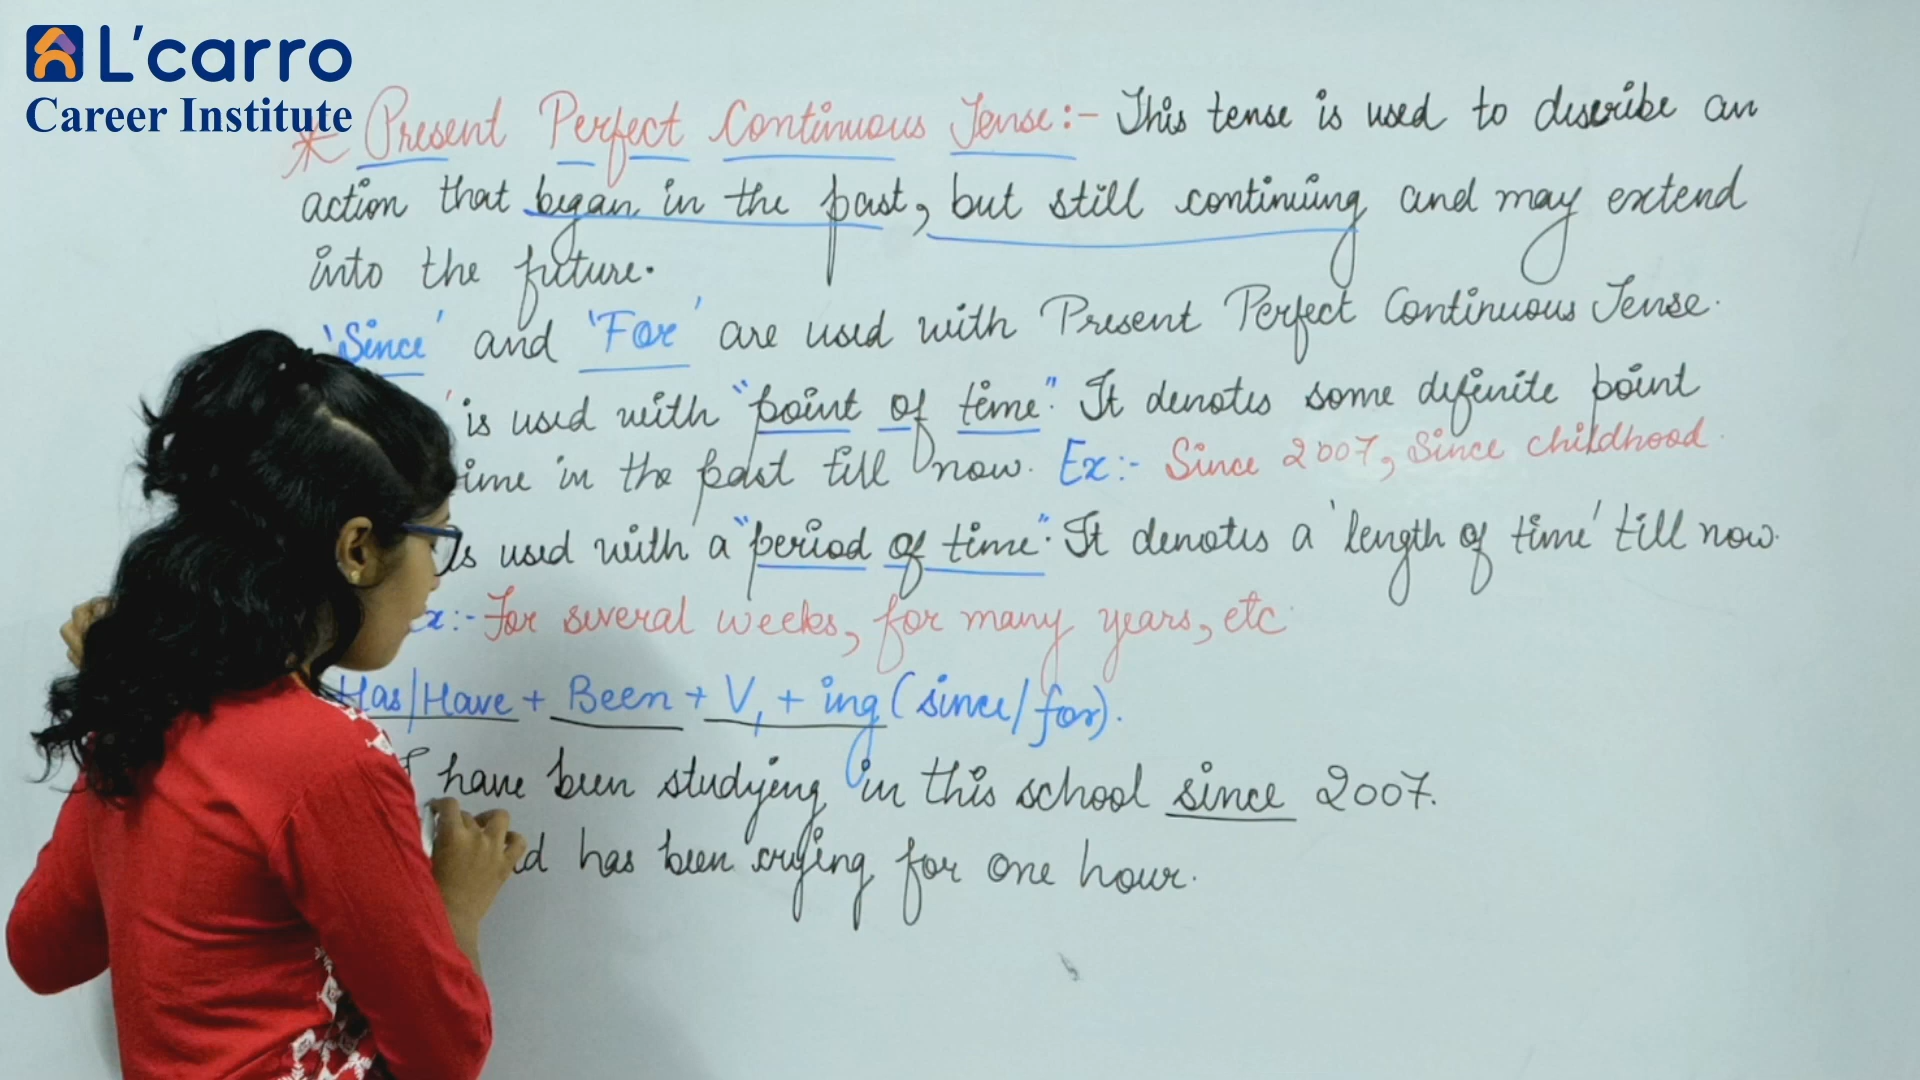 L'carro
Career Institute
* Present Perfect Continuous Tense:- This tense is used to describe an
action that began in the past, but still continuing and may extend
into the future.
'Since' and 'For' are used with Present Perfect Continuous Tense.
' is used with "point of time". It denotes some definite point
in the past till now. Ex:- Since 2007, Since childhood.
Is used with a "period of time". It denotes a 'length of time' till now.
:- For several weeks, for many years, etc.
Has/Have + Been + V1 + ing (since/for).
I have been studying in this school since 2007.
has been crying for one hour.